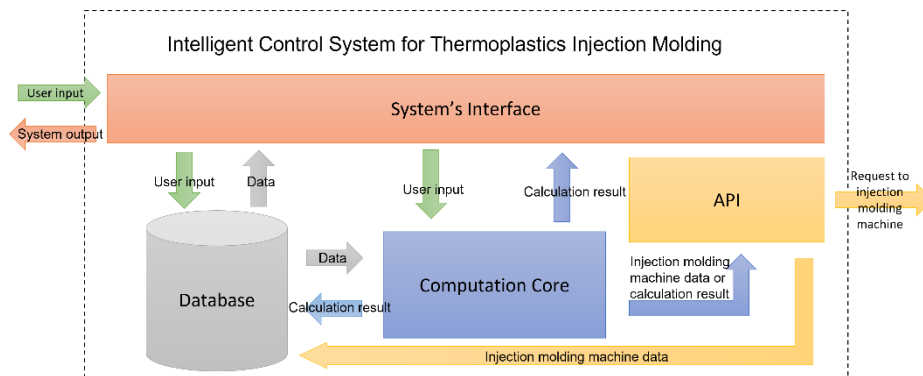 Intelligent Control System for Thermoplastics Injection Molding
User input
System's Interface
System output
User input
Data
User input
Calculation result
API
Request to
injection
molding
machine
Database
Data
Calculation result
Computation Core
Injection molding
machine data or
calculation result
Injection molding machine data